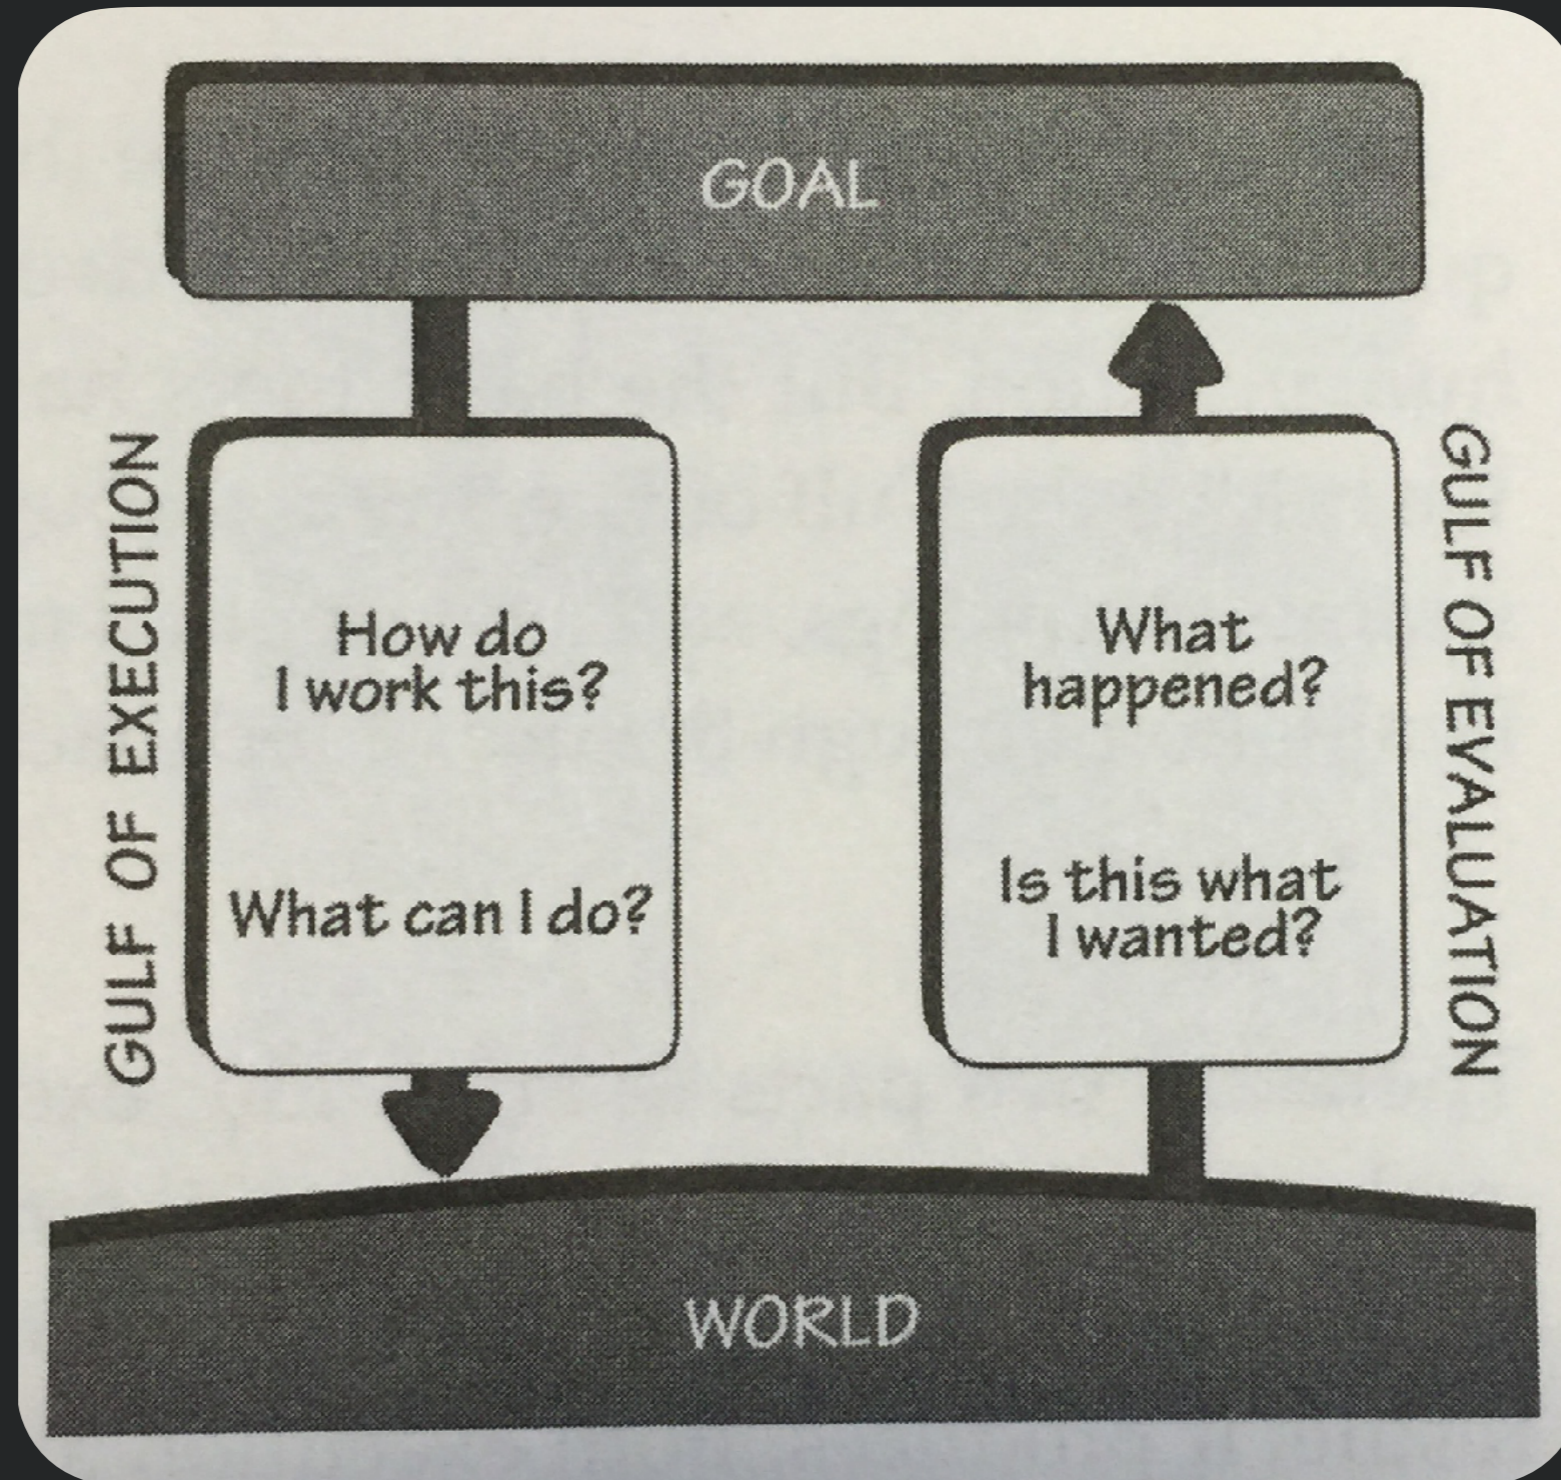 GOAL
GULF OF EXECUTION
How do
I work this?
What can I do?
What
happened?
Is this what
I wanted?
GULF OF EVALUATION
WORLD